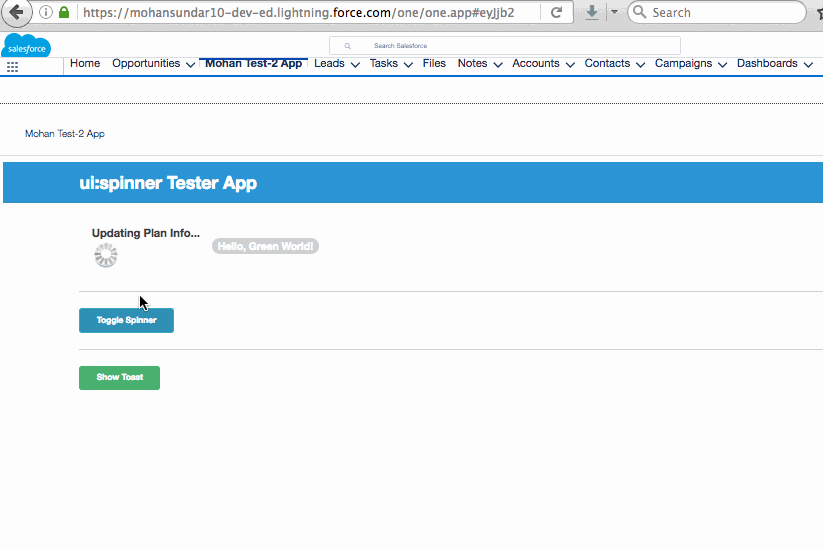 https://mohansundar10-dev-ed.lightning.force.com/one/one.app#eyJjb2 Search
salesforce Search Salesforce
Home Opportunities Mohan Test-2 App Leads Tasks Files Notes Accounts Contacts Campaigns Dashboards
Mohan Test-2 App
ui:spinner Tester App
Updating Plan Info...
Hello, Green World!
Toggle Spinner
Show Toast